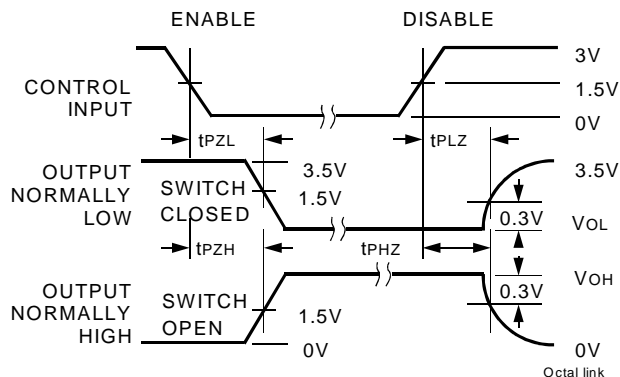 ENABLE DISABLE
3V
CONTROL INPUT
1.5V
0V
tPZL tPLZ
OUTPUT NORMALLY LOW
SWITCH CLOSED
3.5V
1.5V
3.5V
0.3V
VOL
tPZH tPHZ
OUTPUT NORMALLY HIGH
SWITCH OPEN
1.5V
0V
VOH
0.3V
0V
Octal link